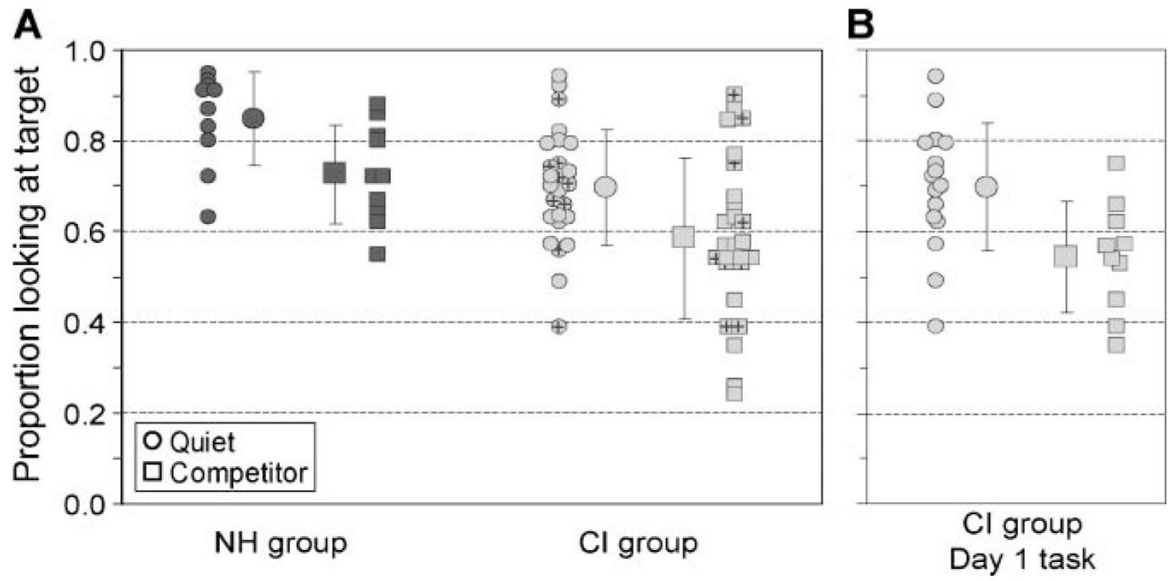 A
B
Proportion looking at target
1.0
0.8
0.6
0.4
0.2
0.0
Quiet
Competitor
NH group
CI group
CI group
Day 1 task